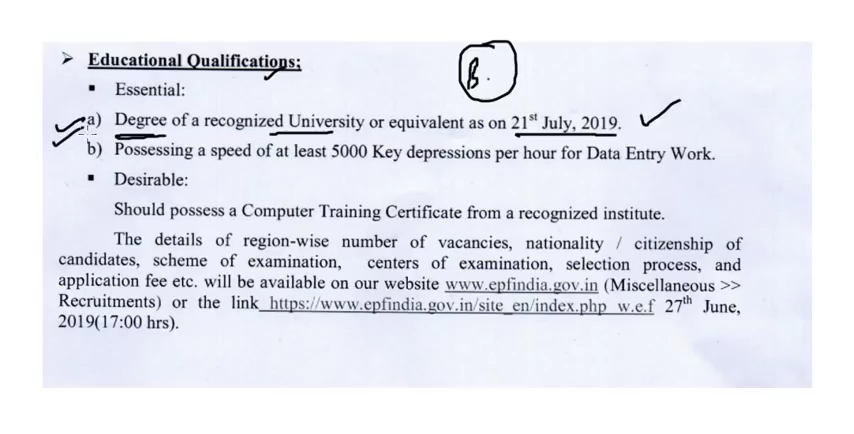 ➢ Educational Qualifications:
▪ Essential:
B.
a) Degree of a recognized University or equivalent as on 21st July, 2019.
b) Possessing a speed of at least 5000 Key depressions per hour for Data Entry Work.
▪ Desirable:
Should possess a Computer Training Certificate from a recognized institute.
The details of region-wise number of vacancies, nationality / citizenship of
candidates, scheme of examination, centers of examination, selection process, and
application fee etc. will be available on our website www.epfindia.gov.in (Miscellaneous >>
Recruitments) or the link https://www.epfindia.gov.in/site_en/index.php w.e.f 27th June,
2019(17:00 hrs).